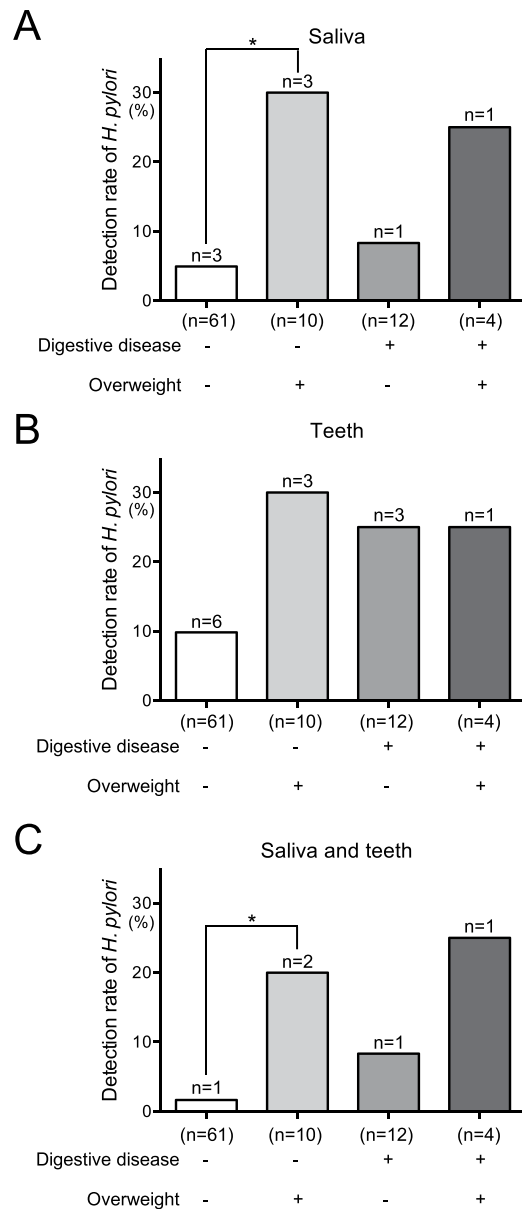 A
Saliva
*
Detection rate of H. pylori
(%)
30
20
10
0
n=3
n=3
n=1
n=1
(n=61) (n=10) (n=12) (n=4)
Digestive disease - - + +
Overweight - + - +
B
Teeth
Detection rate of H. pylori
(%)
30
20
10
0
n=6
n=3
n=3
n=1
(n=61) (n=10) (n=12) (n=4)
Digestive disease - - + +
Overweight - + - +
C
Saliva and teeth
*
Detection rate of H. pylori
(%)
30
20
10
0
n=1
n=2
n=1
n=1
(n=61) (n=10) (n=12) (n=4)
Digestive disease - - + +
Overweight - + - +